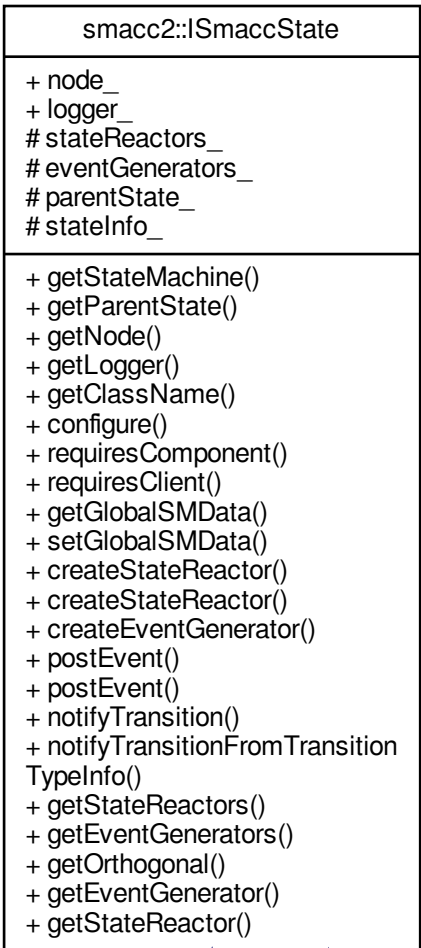 smacc2::ISmaccState
+ node_
+ logger_
# stateReactors_
# eventGenerators_
# parentState_
# stateInfo_
+ getStateMachine()
+ getParentState()
+ getNode()
+ getLogger()
+ getClassName()
+ configure()
+ requiresComponent()
+ requiresClient()
+ getGlobalSMData()
+ setGlobalSMData()
+ createStateReactor()
+ createStateReactor()
+ createEventGenerator()
+ postEvent()
+ postEvent()
+ notifyTransition()
+ notifyTransitionFromTransition
TypeInfo()
+ getStateReactors()
+ getEventGenerators()
+ getOrthogonal()
+ getEventGenerator()
+ getStateReactor()